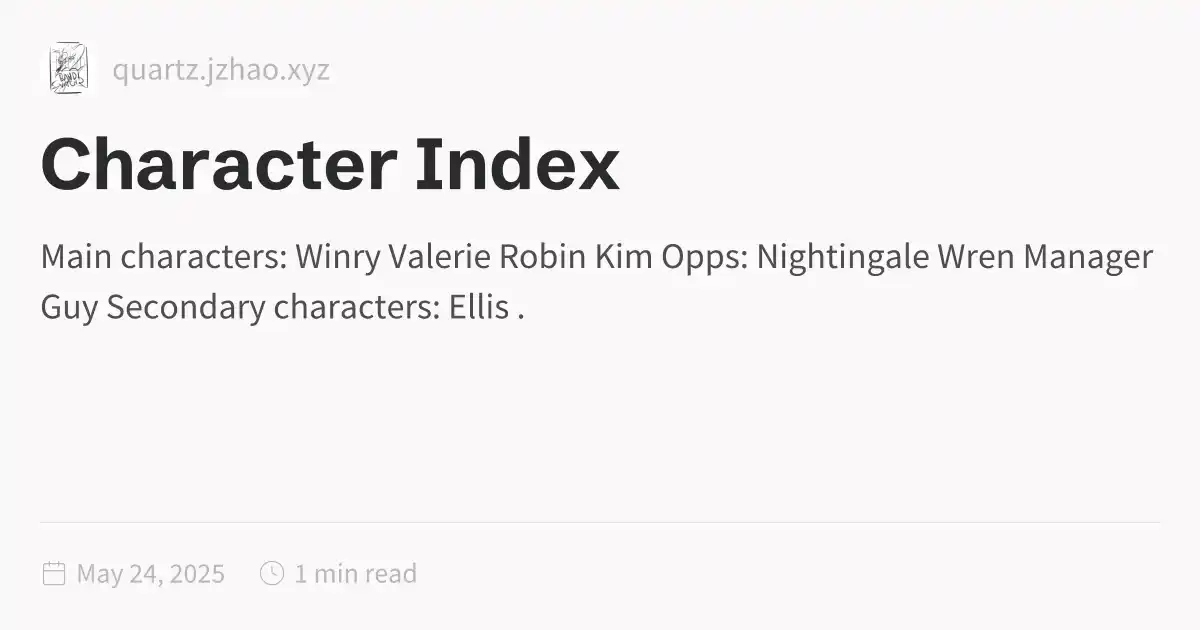 quartz.jzhao.xyz
Character Index
Main characters: Winry Valerie Robin Kim Opps: Nightingale Wren Manager
Guy Secondary characters: Ellis .
May 24, 2025 1 min read